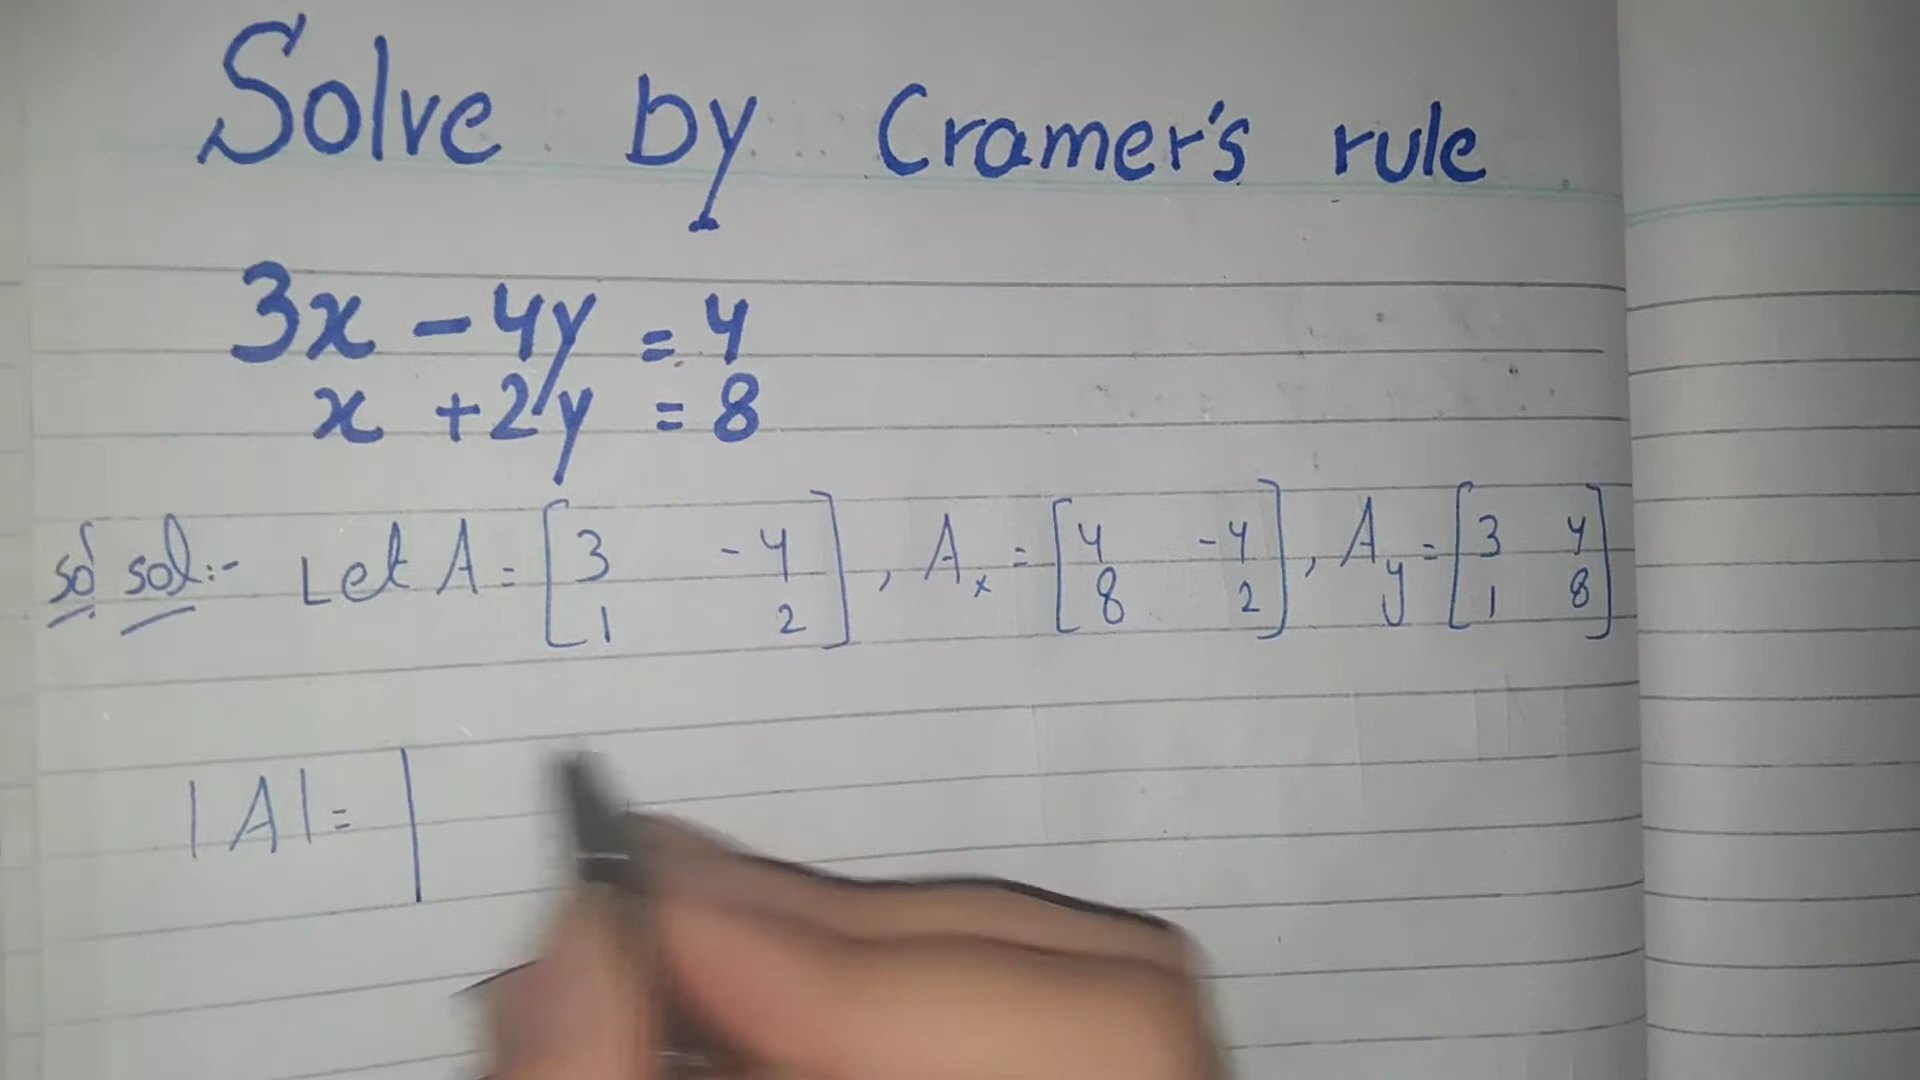 Solve by Cramer's rule
3x - 4y = 4
x + 2y = 8
sol sol:- Let A = [3 -4], Ax = [4 -4], Ay = [3 4]
[1 2] [8 2] [1 8]
|A| = |